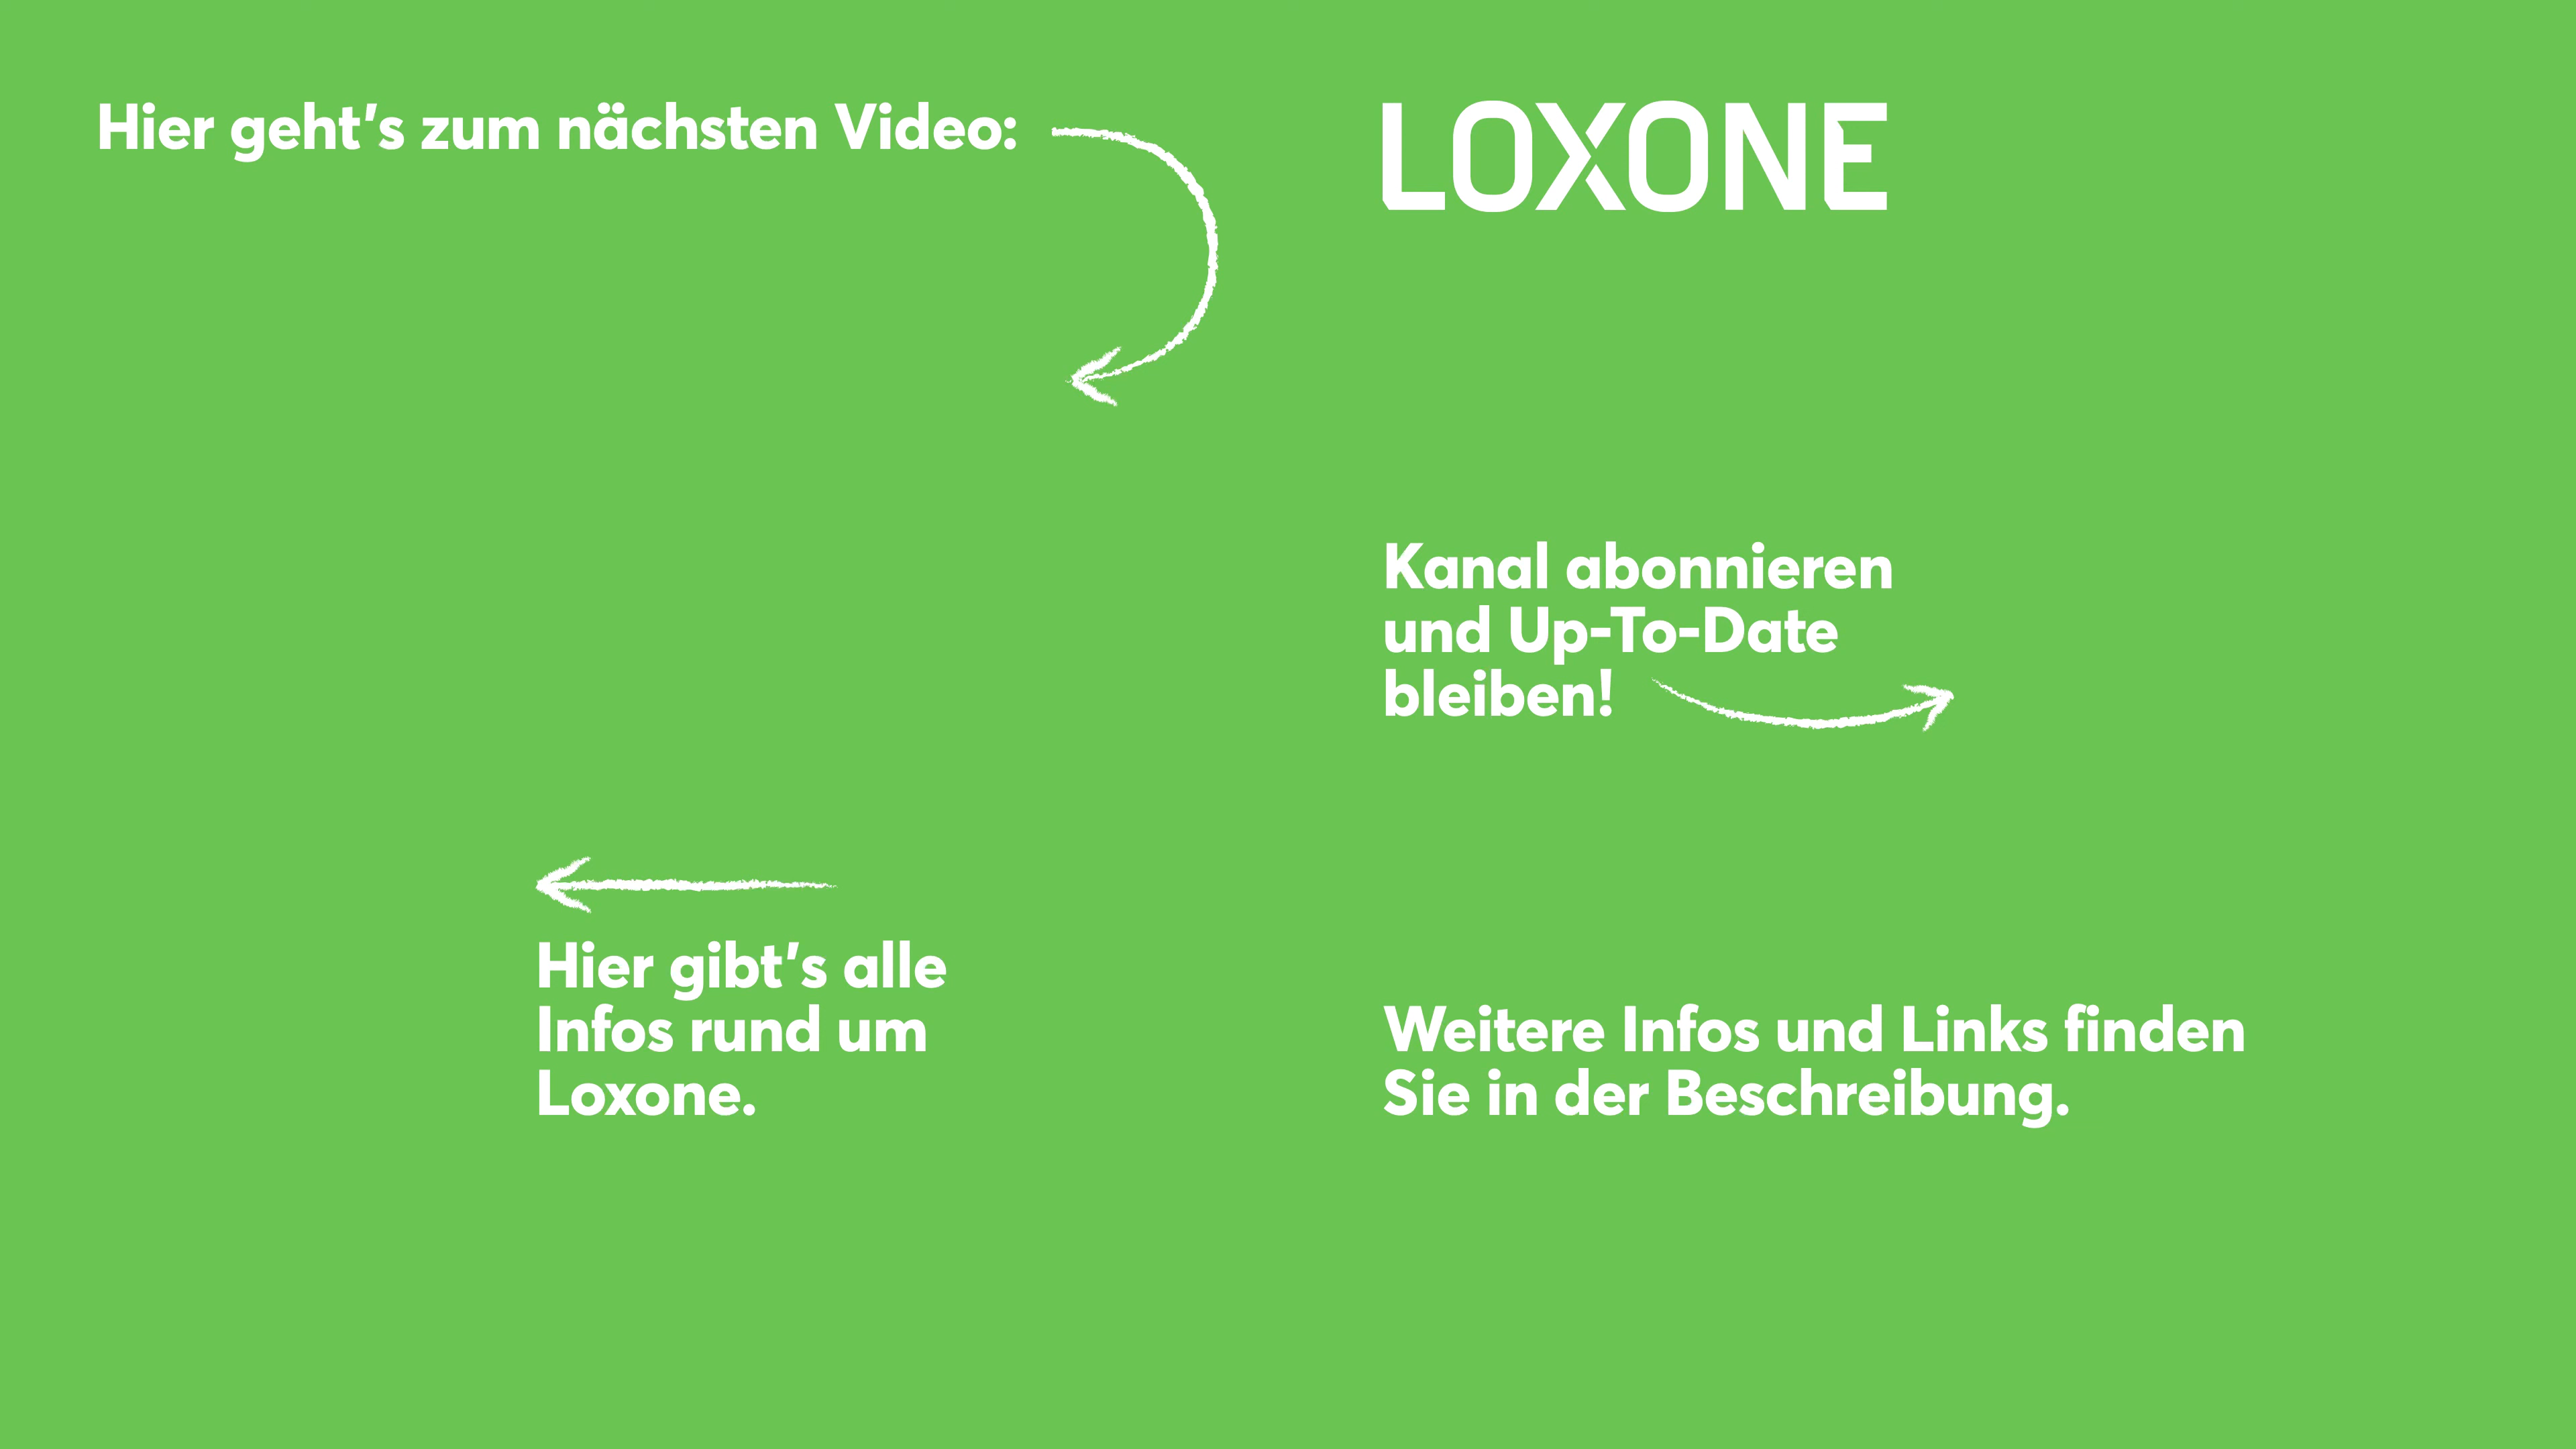 Hier geht's zum nächsten Video:
LOXONE
Kanal abonnieren
und Up-To-Date
bleiben!
Hier gibt's alle
Infos rund um
Loxone.
Weitere Infos und Links finden
Sie in der Beschreibung.